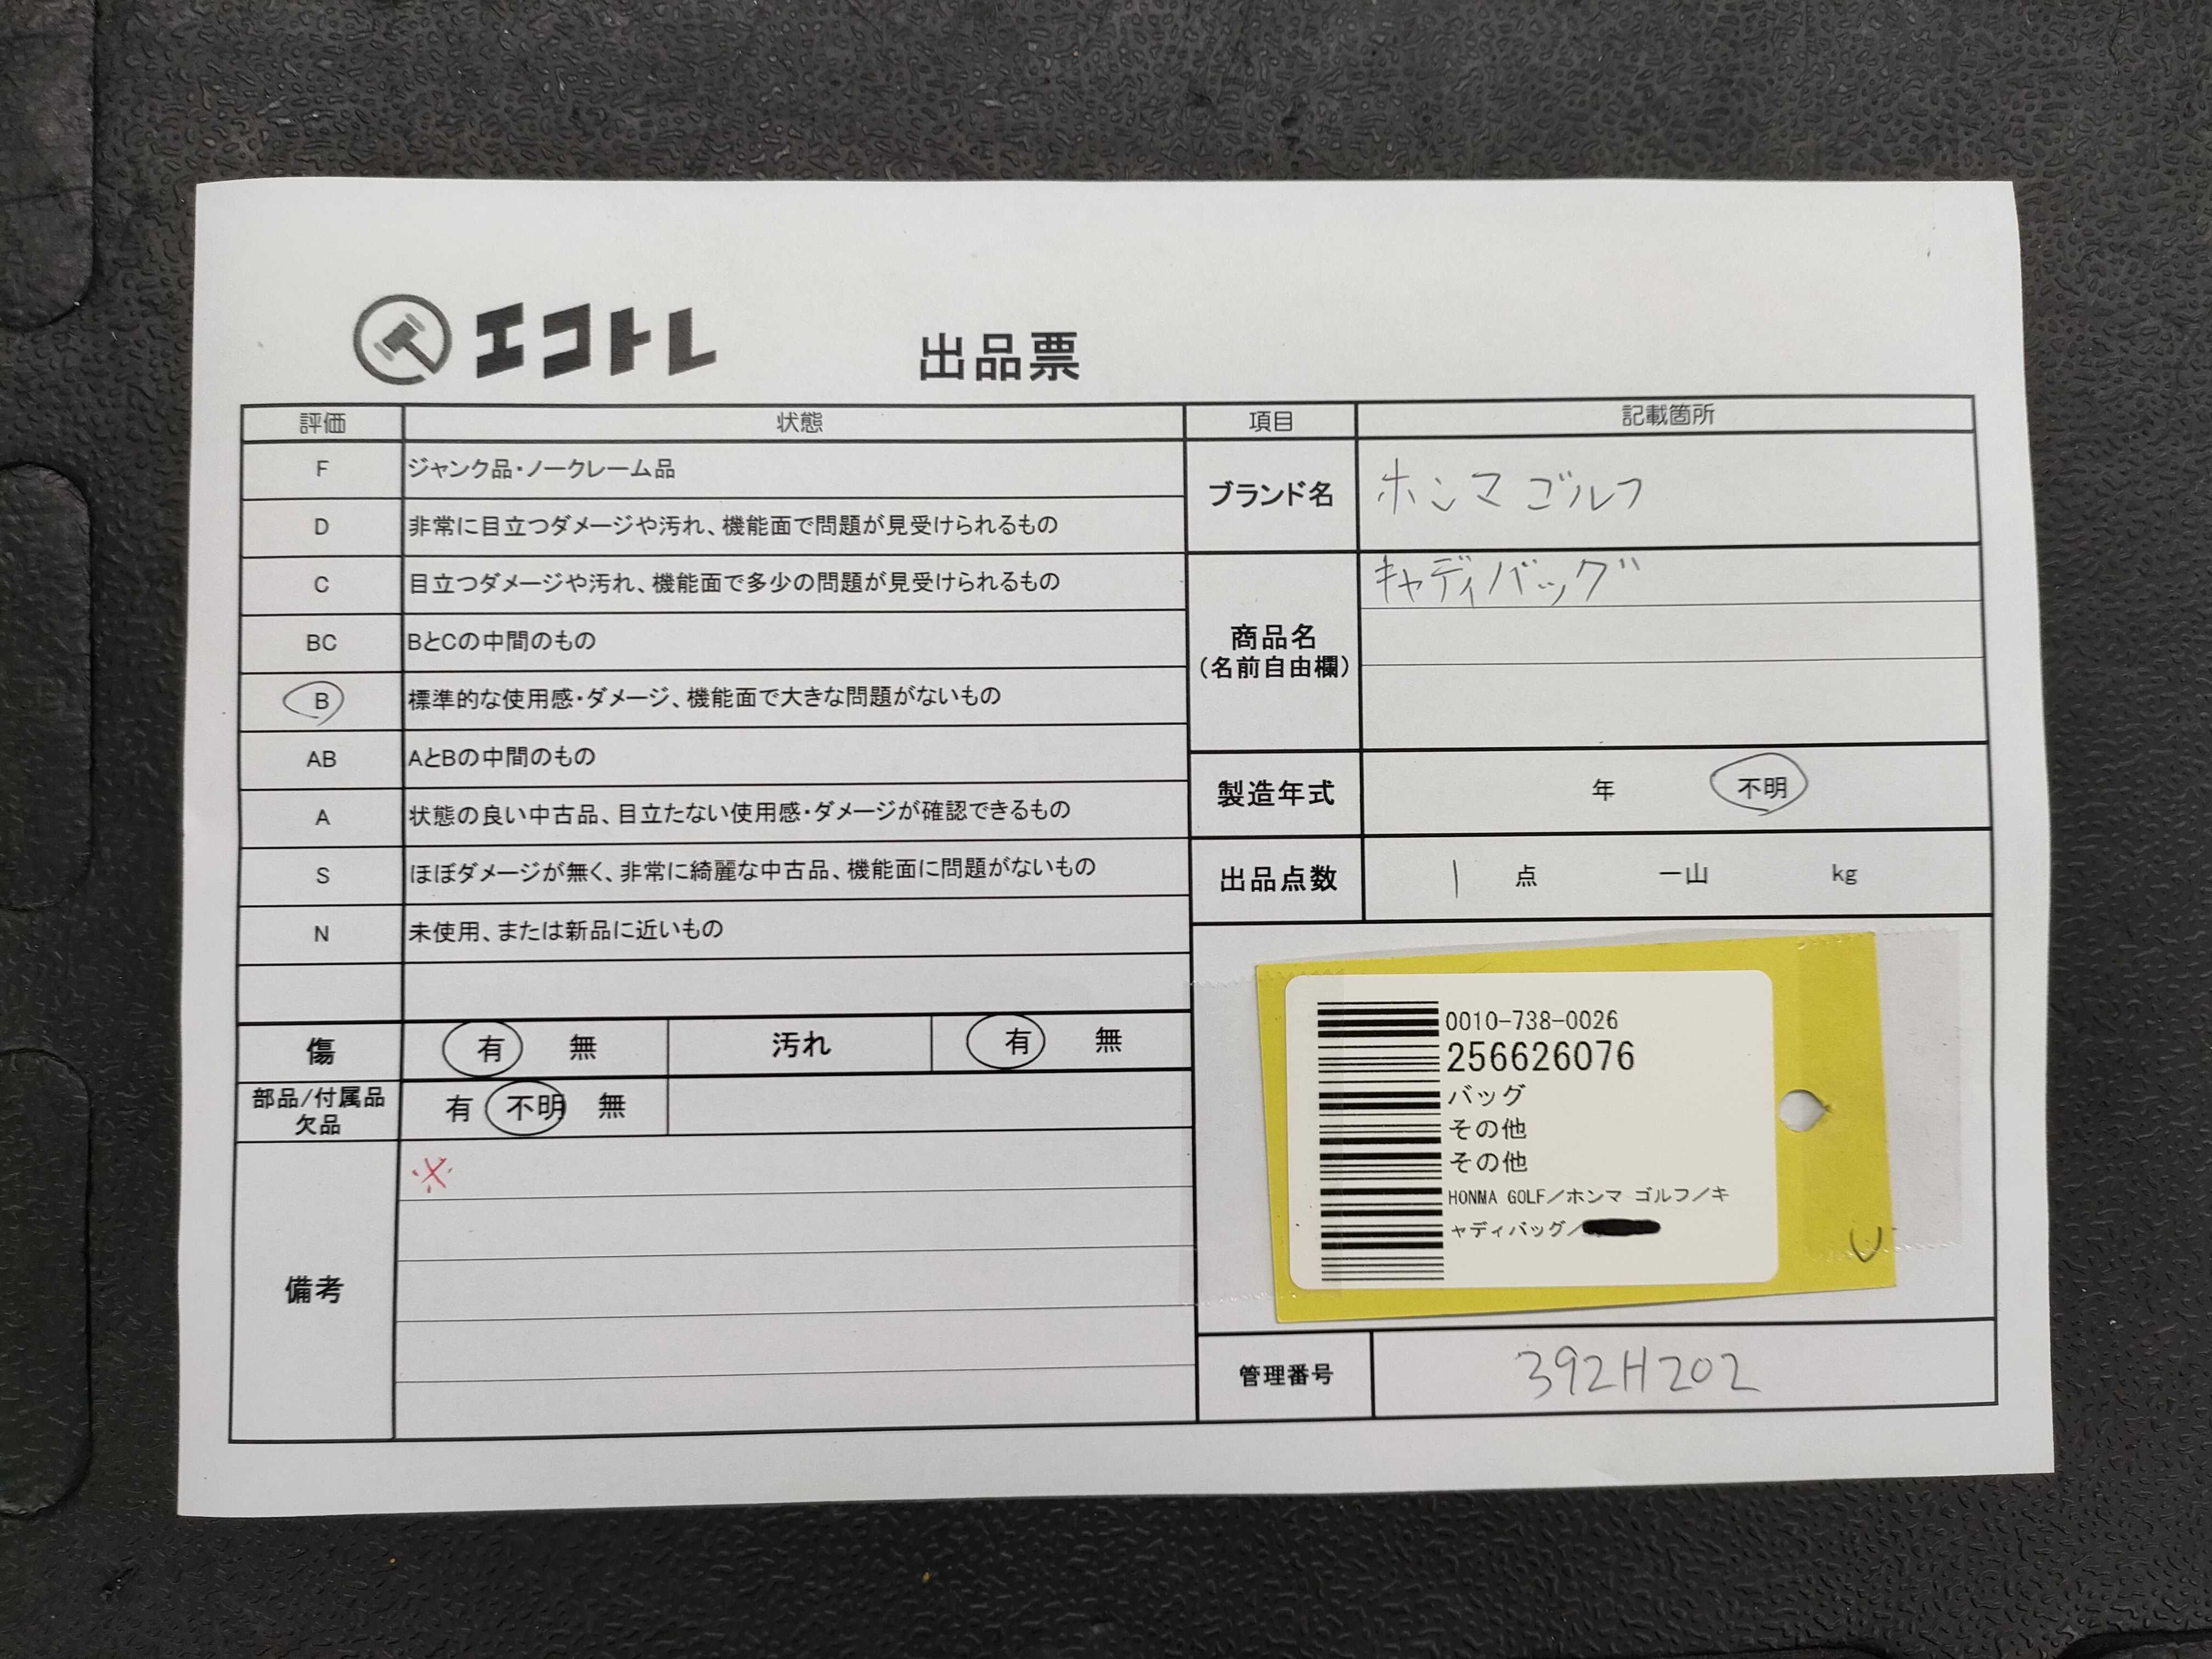 エコトレ
出品票
評価 状態
F ジャンク品・ノークレーム品
D 非常に目立つダメージや汚れ、機能面で問題が見受けられるもの
C 目立つダメージや汚れ、機能面で多少の問題が見受けられるもの
BC BとCの中間のもの
B 標準的な使用感・ダメージ、機能面で大きな問題がないもの
AB AとBの中間のもの
A 状態の良い中古品、目立たない使用感・ダメージが確認できるもの
S ほぼダメージが無く、非常に綺麗な中古品、機能面に問題がないもの
N 未使用、または新品に近いもの
傷 有 無 汚れ 有 無
部品/付属品
欠品
有 不明 無
備考
※
項目 記載箇所
ブランド名 ホンマ ゴルフ
商品名
(名前自由欄)
キャディバッグ
製造年式 年 不明
出品点数 1 点 一山 kg
0010-738-0026
256626076
バッグ
その他
その他
HONMA GOLF／ホンマ ゴルフ／キ
ャディバッグ／
管理番号 392H202